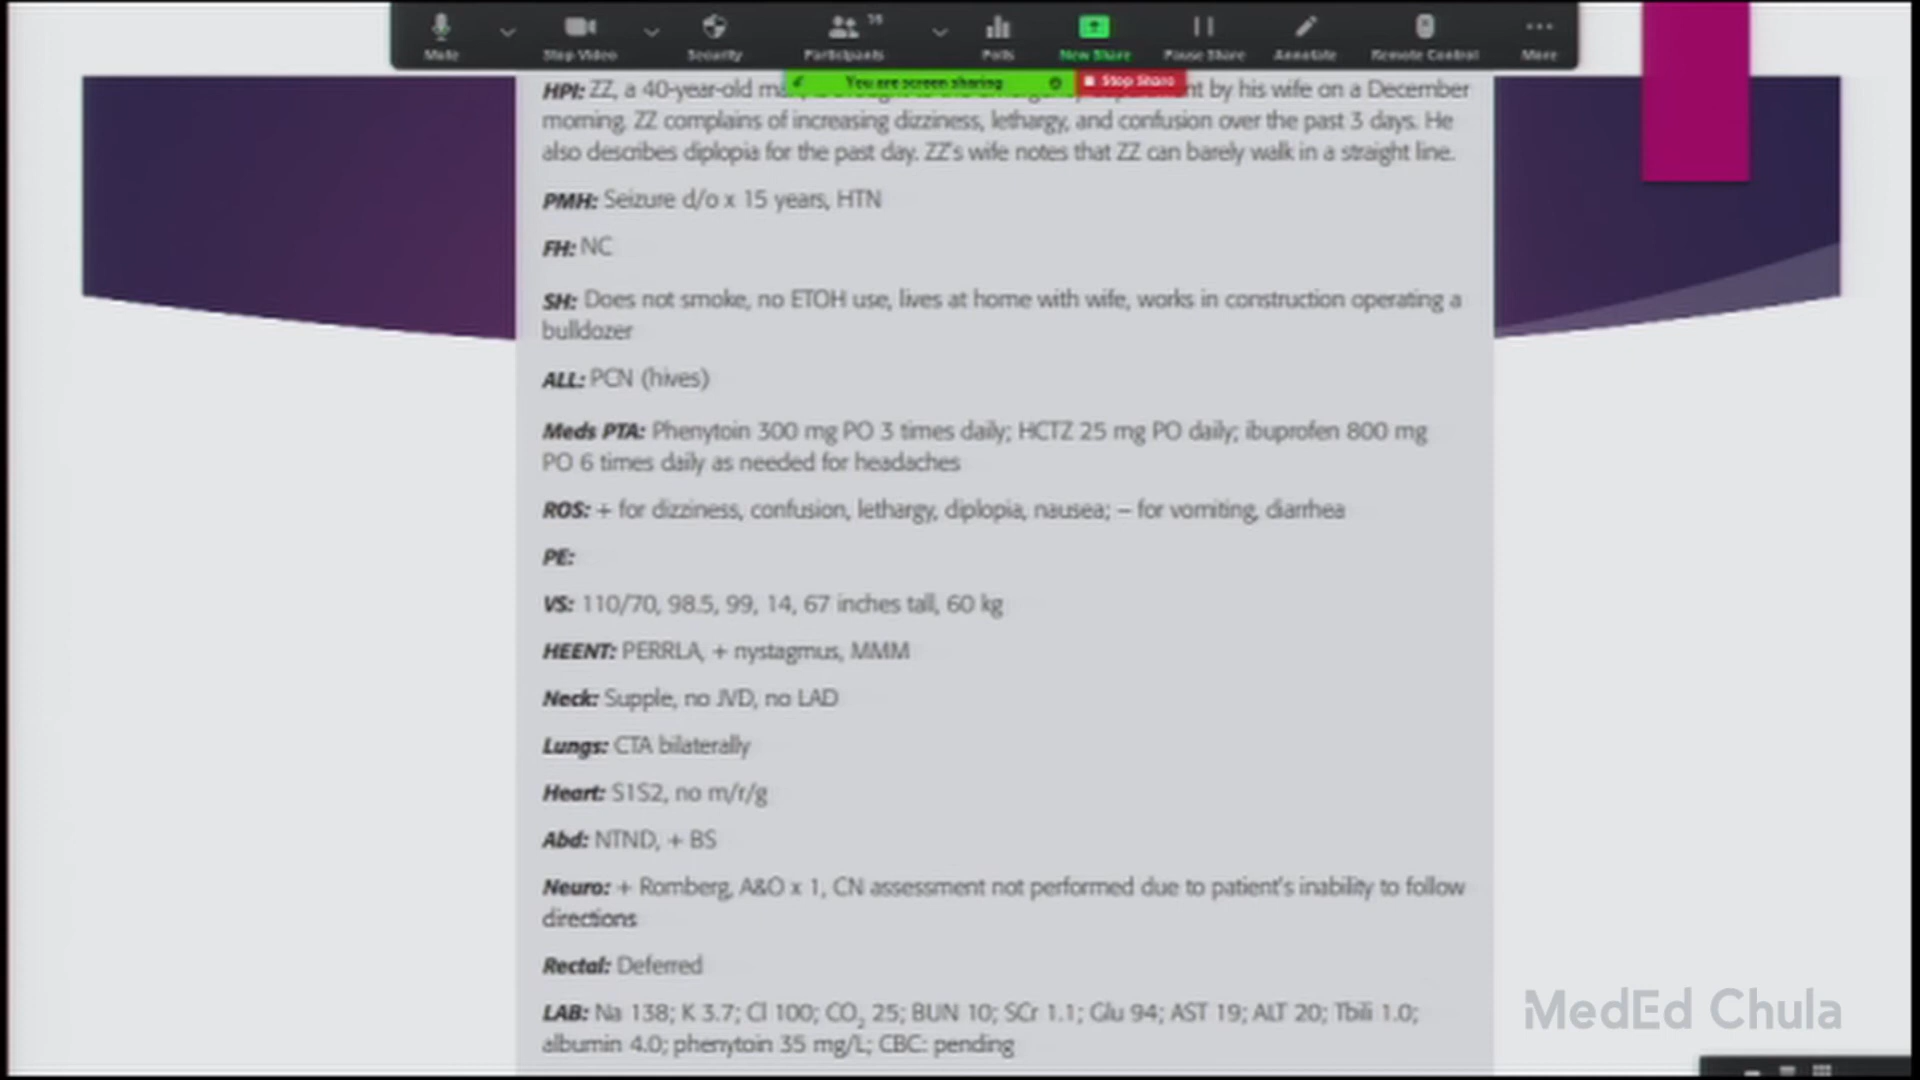 Mute
Stop Video
Security
Participants
16
Polls
New Share
Pause Share
Annotate
Remote Control
More
You are screen sharing
Stop Share
HPI: ZZ, a 40-year-old by his wife on a December
morning. ZZ complains of increasing dizziness, lethargy, and confusion over the past 3 days. He
also describes diplopia for the past day. ZZ's wife notes that ZZ can barely walk in a straight line.
PMH: Seizure d/o x 15 years, HTN
FH: NC
SH: Does not smoke, no ETOH use, lives at home with wife, works in construction operating a
bulldozer
ALL: PCN (hives)
Meds PTA: Phenytoin 300 mg PO 3 times daily; HCTZ 25 mg PO daily; ibuprofen 800 mg
PO 6 times daily as needed for headaches
ROS: + for dizziness, confusion, lethargy, diplopia, nausea; – for vomiting, diarrhea
PE:
VS: 110/70, 98.5, 99, 14, 67 inches tall, 60 kg
HEENT: PERRLA, + nystagmus, MMM
Neck: Supple, no JVD, no LAD
Lungs: CTA bilaterally
Heart: S1S2, no m/r/g
Abd: NTND, + BS
Neuro: + Romberg, A&O x 1, CN assessment not performed due to patient's inability to follow
directions
Rectal: Deferred
LAB: Na 138; K 3.7; Cl 100; CO₂ 25; BUN 10; SCr 1.1; Glu 94; AST 19; ALT 20; Tbili 1.0;
albumin 4.0; phenytoin 35 mg/L; CBC: pending
MedEd Chula